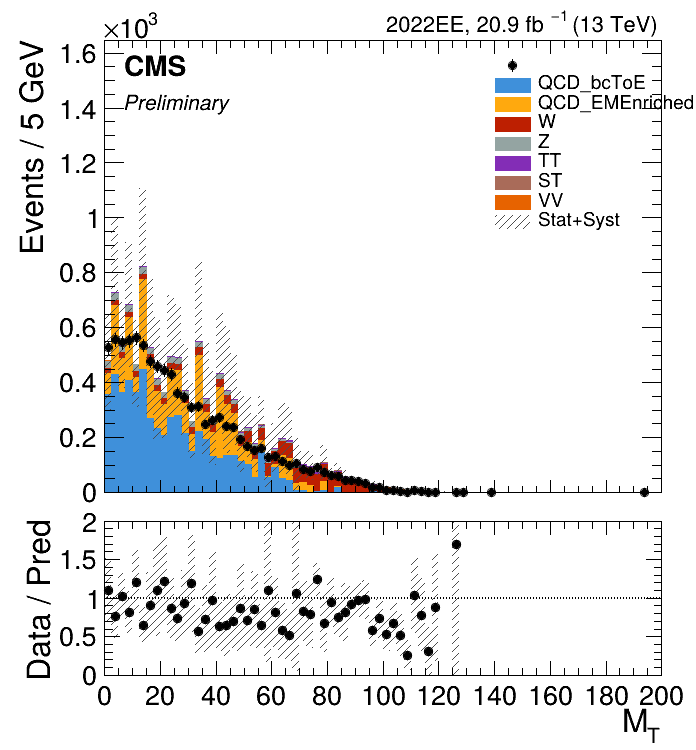 ×10³
2022EE, 20.9 fb ⁻¹ (13 TeV)
CMS
Preliminary
Events / 5 GeV
1.6
1.4
1.2
1
0.8
0.6
0.4
0.2
0
QCD_bcToE
QCD_EMEnriched
W
Z
TT
ST
VV
Stat+Syst
Data / Pred
2
1.5
1
0.5
0
0 20 40 60 80 100 120 140 160 180 200
M_T